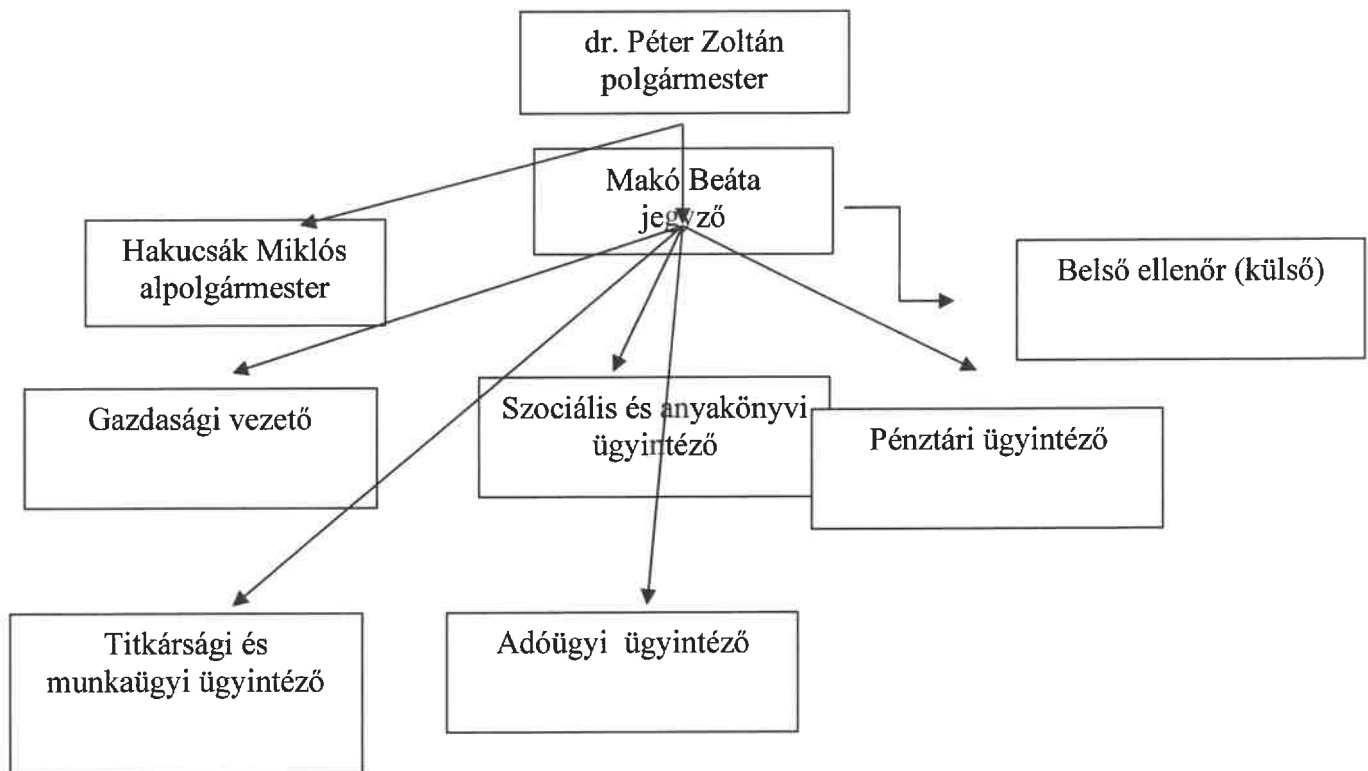 dr. Péter Zoltán
polgármester
Makó Beáta
jegyző
Hakucsák Miklós
alpolgármester
Belső ellenőr (külső)
Gazdasági vezető
Szociális és anyakönyvi
ügyintéző
Pénztári ügyintéző
Titkársági és
munkaügyi ügyintéző
Adóügyi ügyintéző